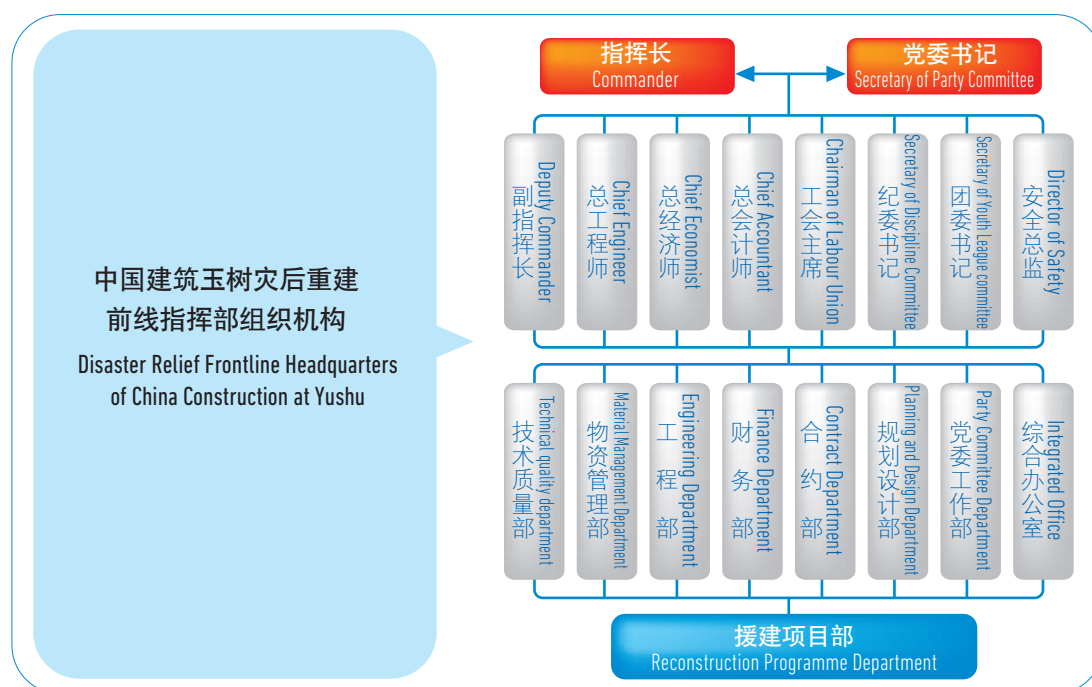 中国建筑玉树灾后重建
前线指挥部组织机构
Disaster Relief Frontline Headquarters
of China Construction at Yushu
指挥长
Commander
党委书记
Secretary of Party Committee
副指挥长
Deputy Commander
总工程师
Chief Engineer
总经济师
Chief Economist
总会计师
Chief Accountant
工会主席
Chairman of Labour Union
纪委书记
Secretary of Discipline Committee
团委书记
Secretary of Youth League committee
安全总监
Director of Safety
技术质量部
Technical quality department
物资管理部
Material Management Department
工程部
Engineering Department
财务部
Finance Department
合约部
Contract Department
规划设计部
Planning and Design Department
党委工作部
Party Committee Department
综合办公室
Integrated Office
援建项目部
Reconstruction Programme Department